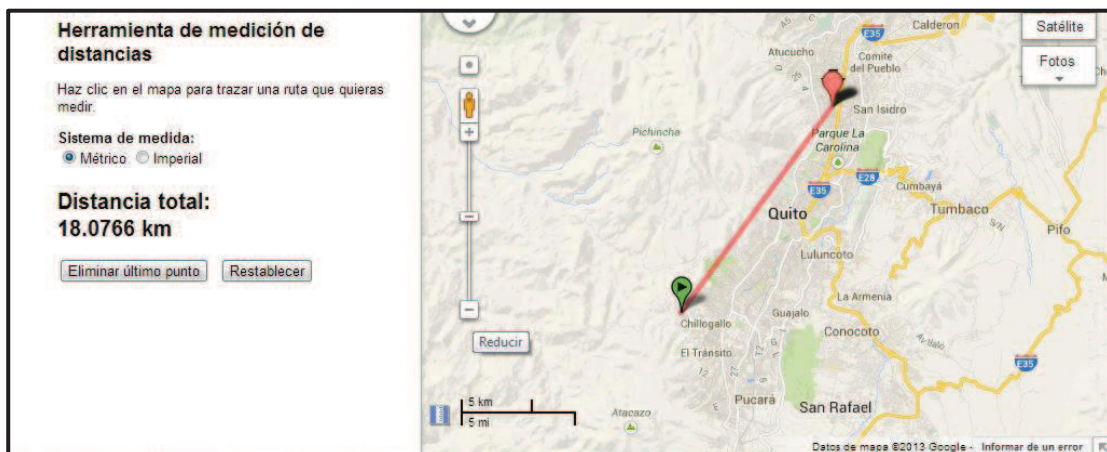 Herramienta de medición de
distancias
Haz clic en el mapa para trazar una ruta que quieras
medir.
Sistema de medida:
Métrico Imperial
Distancia total:
18.0766 km
Eliminar último punto Restablecer
Reducir
5 km
5 mi
Satélite
Fotos
Calderon
E35
Atucucho
Comite
del Pueblo
San Isidro
Pichincha
Parque La
Carolina
E35
E28
Cumbayá
Quito
Tumbaco
S/N
Pifo
Luluncoto
La Armenia
Chillogallo
Guajalo
Conocoto
El Tránsito
E35
Pucará
San Rafael
Atacazo
Datos de mapa ©2013 Google - Informar de un error